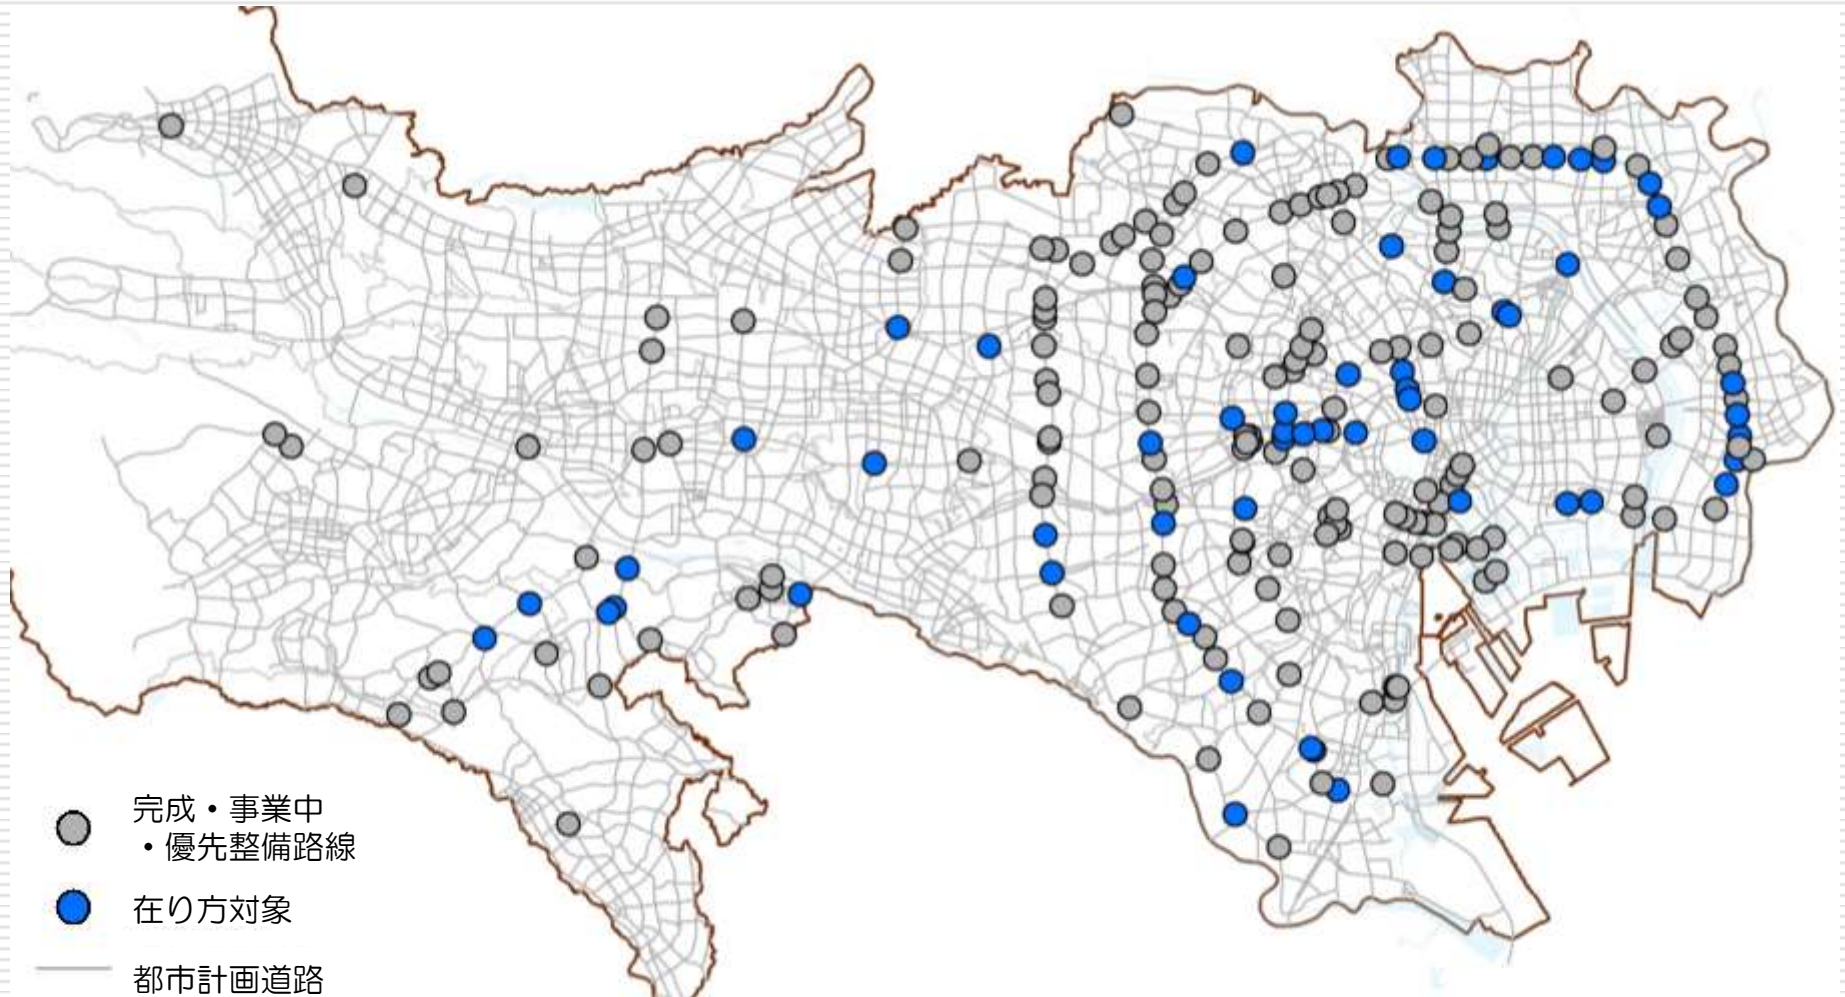 完成・事業中
・優先整備路線
在り方対象
都市計画道路